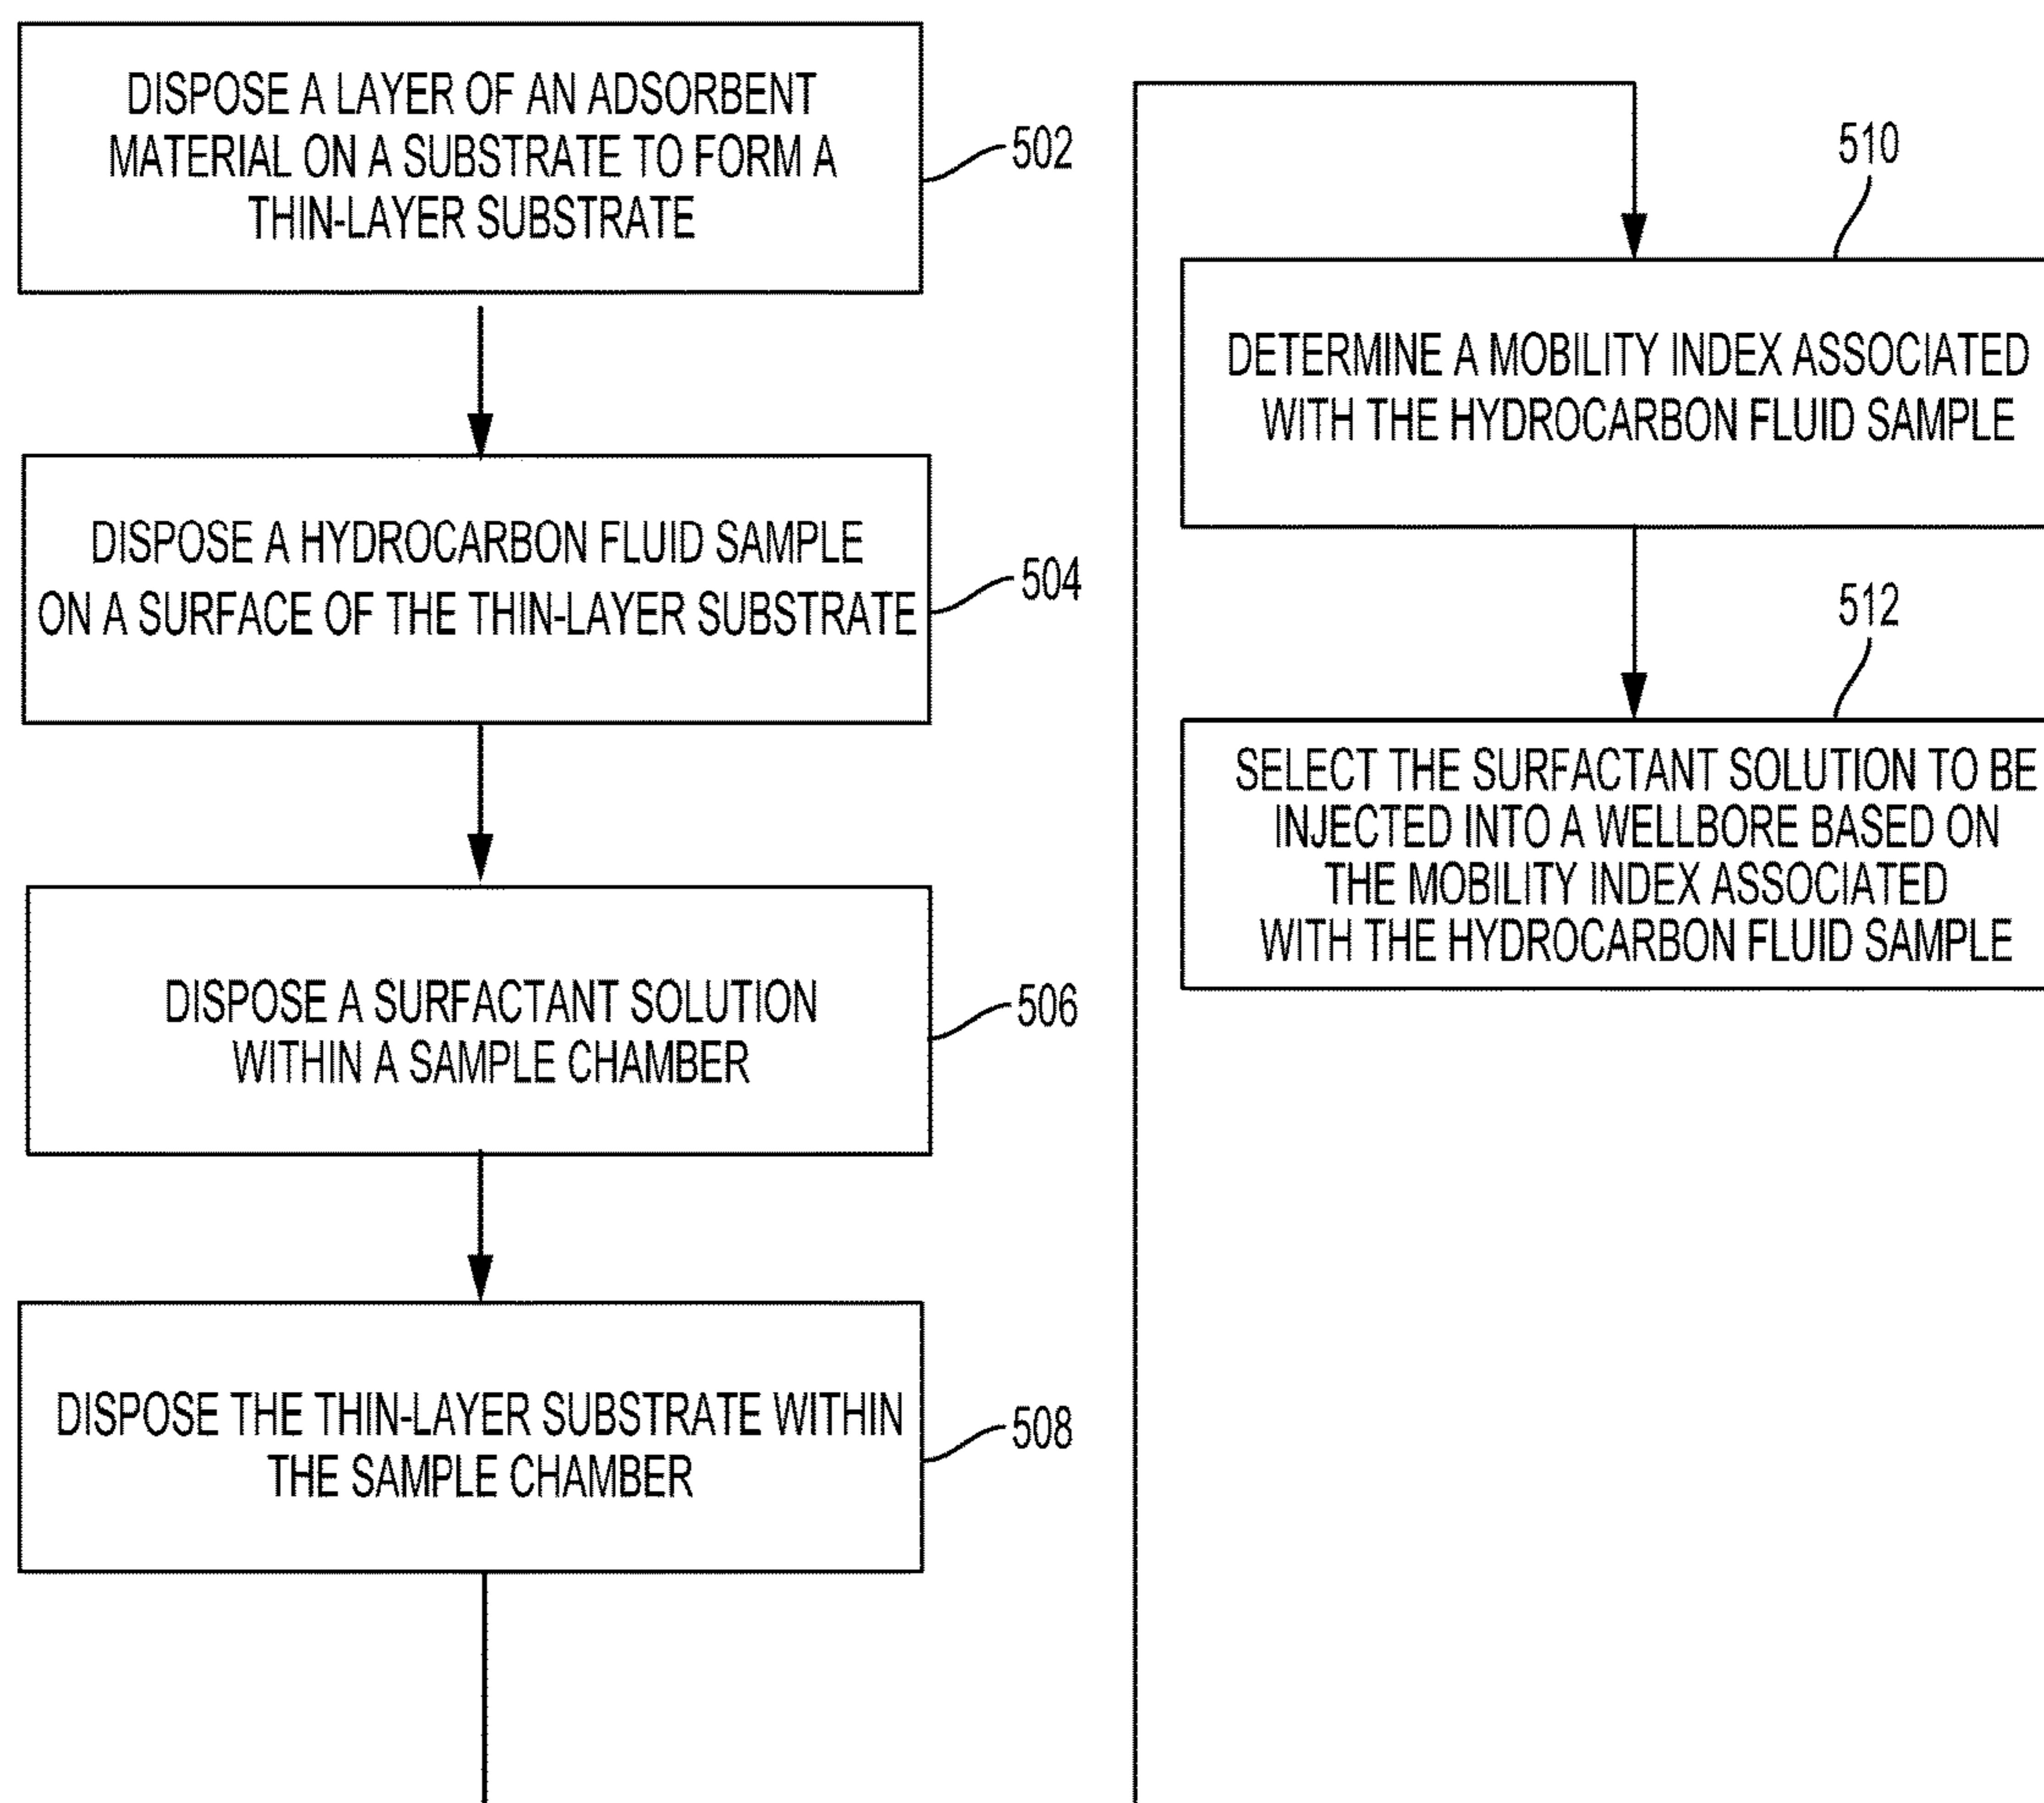 DISPOSE A LAYER OF AN ADSORBENT
MATERIAL ON A SUBSTRATE TO FORM A
THIN-LAYER SUBSTRATE
502
DISPOSE A HYDROCARBON FLUID SAMPLE
ON A SURFACE OF THE THIN-LAYER SUBSTRATE
504
DISPOSE A SURFACTANT SOLUTION
WITHIN A SAMPLE CHAMBER
506
DISPOSE THE THIN-LAYER SUBSTRATE WITHIN
THE SAMPLE CHAMBER
508
510
DETERMINE A MOBILITY INDEX ASSOCIATED
WITH THE HYDROCARBON FLUID SAMPLE
512
SELECT THE SURFACTANT SOLUTION TO BE
INJECTED INTO A WELLBORE BASED ON
THE MOBILITY INDEX ASSOCIATED
WITH THE HYDROCARBON FLUID SAMPLE